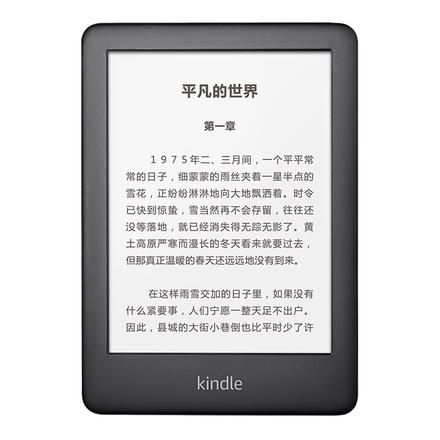 平凡的世界
第一章
1975年二、三月间，一个平平常
常的日子，细蒙蒙的雨丝夹着一星半点的
雪花，正纷纷淋淋地向大地飘洒着。时令
已快到惊蛰，雪当然再不会存留，往往还
没等落地，就已经消失得无踪无影了。黄
土高原严寒而漫长的冬天看来就要过去，
但那真正温暖的春天还远远地没有到来。
在这样雨雪交加的日子里，如果没有
什么紧要事，人们宁愿一整天足不出户。
因此，县城的大街小巷倒也比平时少了许
kindle